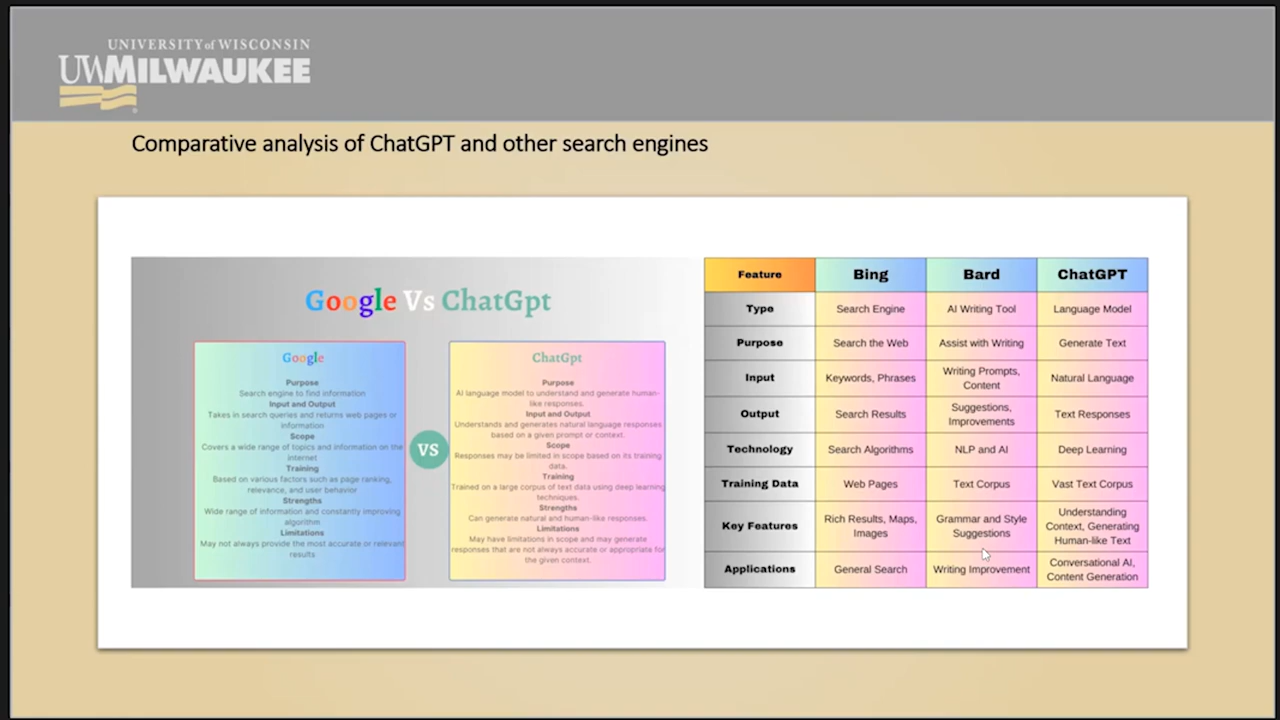 UNIVERSITY of WISCONSIN
UWMILWAUKEE
Comparative analysis of ChatGPT and other search engines
Google Vs ChatGpt
Google
Purpose
Search engine to find information
Input and Output
Takes in search queries and returns web pages or
information
Scope
Covers a wide range of topics and information on the
internet
Training
Based on various factors such as page ranking,
relevance, and user behavior
Strengths
Wide range of information and constantly improving
algorithm
Limitations
May not always provide the most accurate or relevant
results
VS
ChatGpt
Purpose
AI language model to understand and generate human-
like responses.
Input and Output
Understands and generates natural language responses
based on a given prompt or context.
Scope
Responses may be limited in scope based on its training
data.
Training
Trained on a large corpus of text data using deep learning
techniques.
Strengths
Can generate natural and human-like responses.
Limitations
May have limitations in scope and may generate
responses that are not always accurate or appropriate for
the given context.
Feature Bing Bard ChatGPT
Type Search Engine AI Writing Tool Language Model
Purpose Search the Web Assist with Writing Generate Text
Input Keywords, Phrases Writing Prompts, Content Natural Language
Output Search Results Suggestions, Improvements Text Responses
Technology Search Algorithms NLP and AI Deep Learning
Training Data Web Pages Text Corpus Vast Text Corpus
Key Features Rich Results, Maps, Images Grammar and Style Suggestions Understanding Context, Generating Human-like Text
Applications General Search Writing Improvement Conversational AI, Content Generation